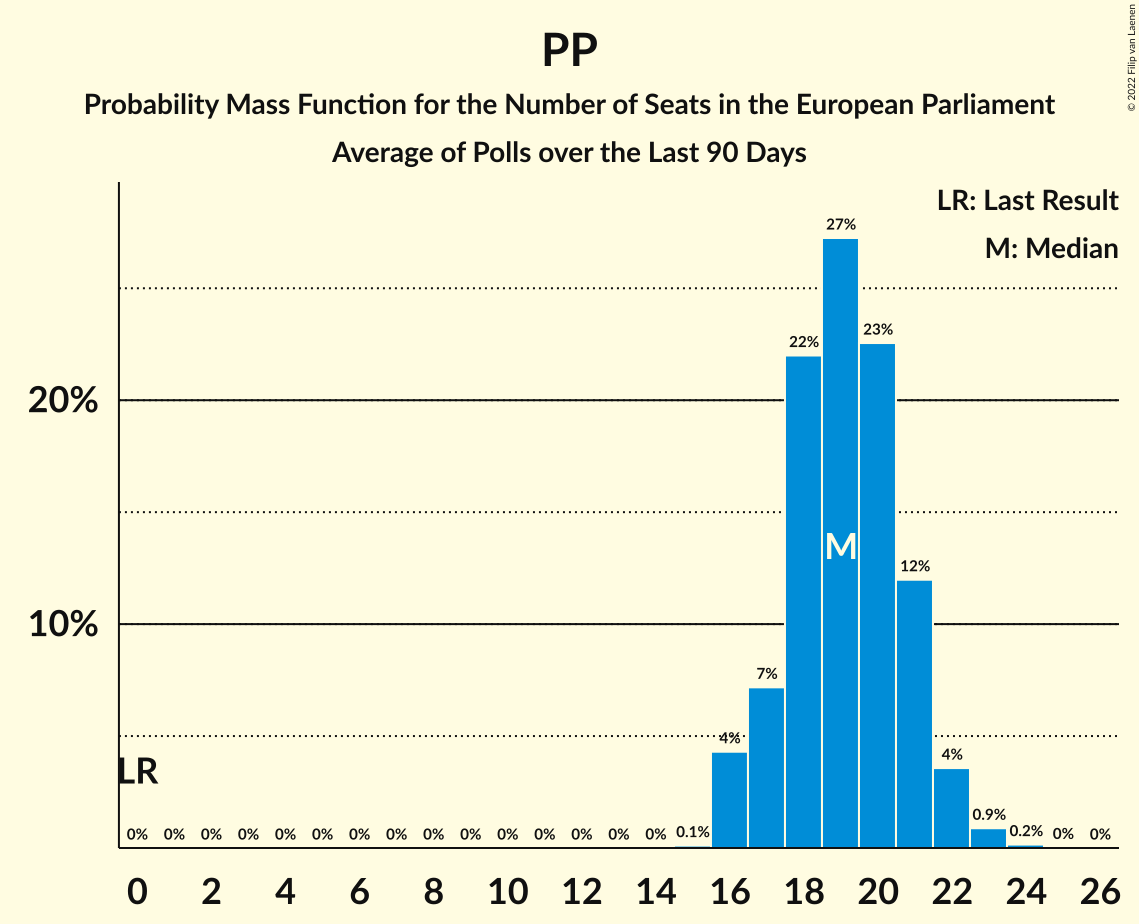 PP
Probability Mass Function for the Number of Seats in the European Parliament
Average of Polls over the Last 90 Days
© 2022 Filip van Laenen
LR: Last Result
M: Median
27%
23%
22%
20%
M
12%
10%
7%
4%
4%
LR
0.9%
0% 0% 0% 0% 0% 0% 0% 0% 0% 0% 0% 0% 0% 0% 0% 0.1% 0.2% 0% 0%
0 2 4 6 8 10 12 14 16 18 20 22 24 26